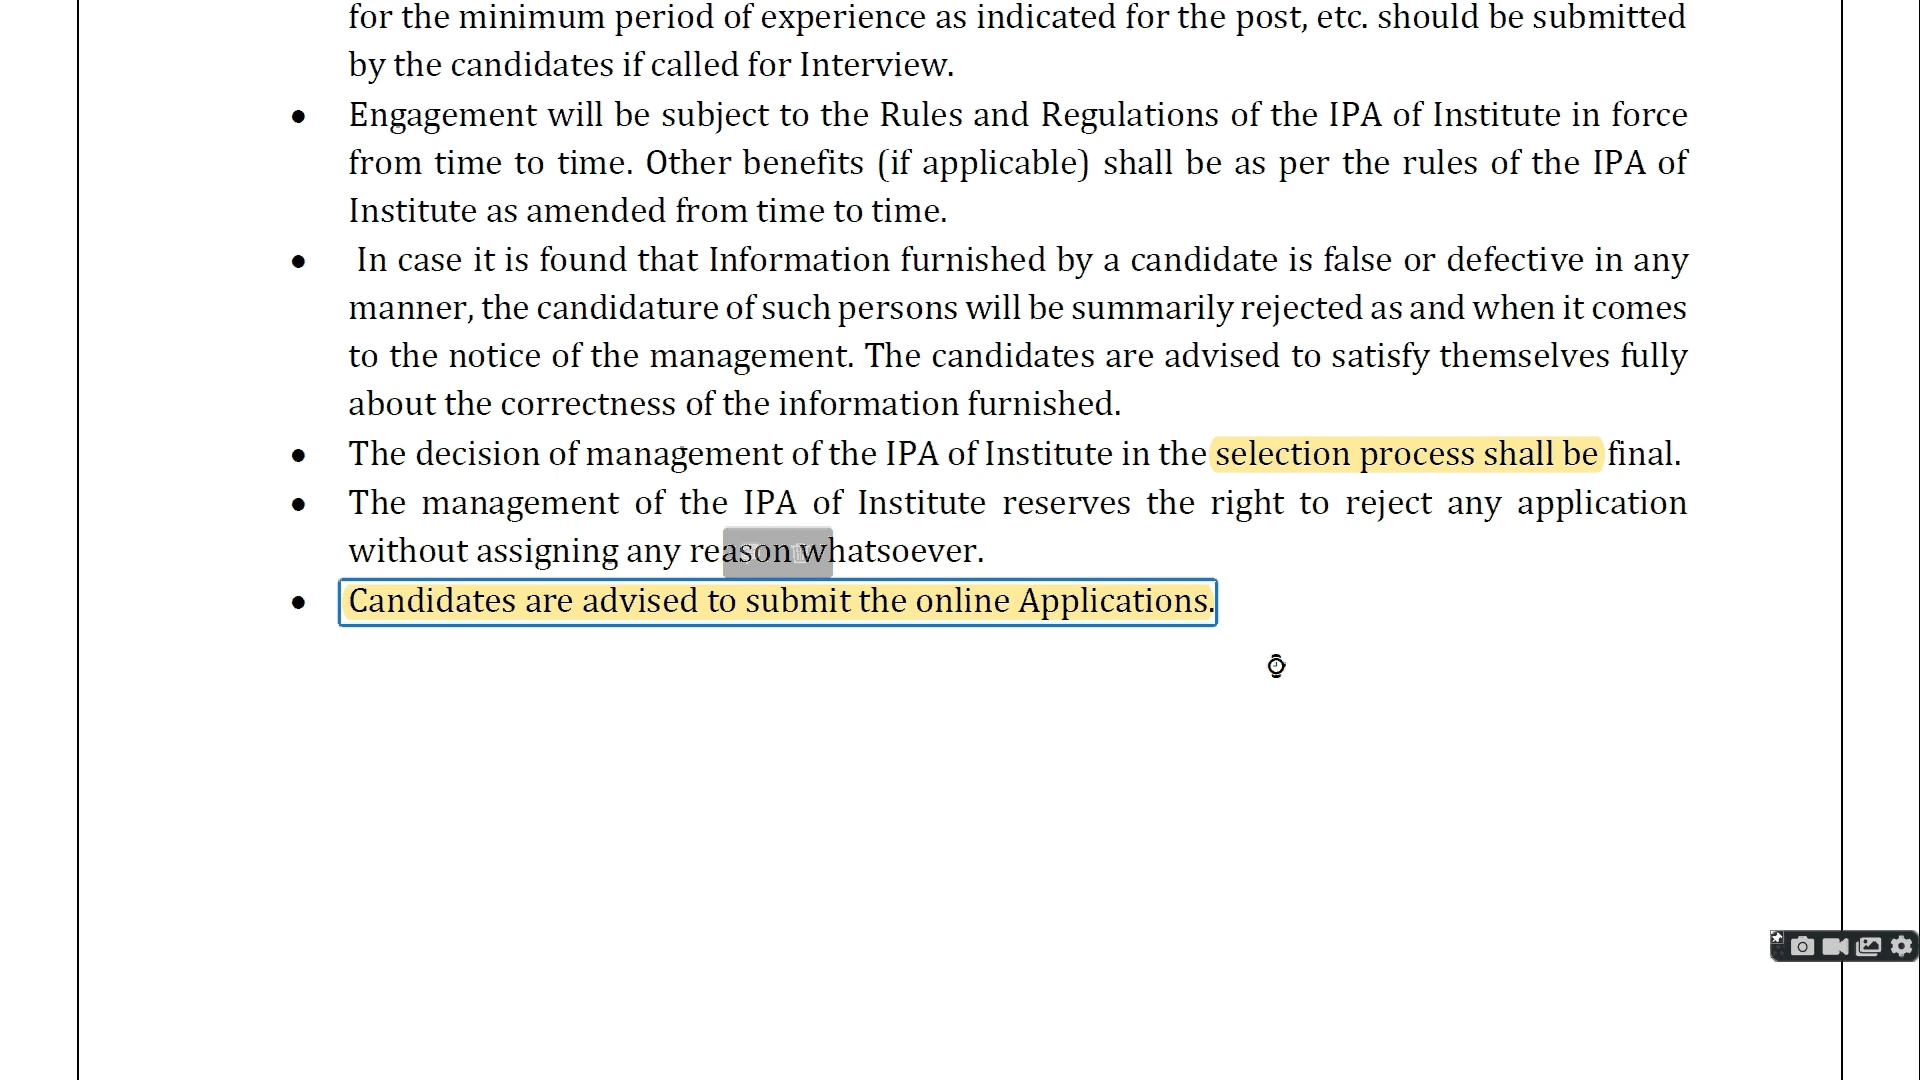 for the minimum period of experience as indicated for the post, etc. should be submitted
by the candidates if called for Interview.
• Engagement will be subject to the Rules and Regulations of the IPA of Institute in force
from time to time. Other benefits (if applicable) shall be as per the rules of the IPA of
Institute as amended from time to time.
• In case it is found that Information furnished by a candidate is false or defective in any
manner, the candidature of such persons will be summarily rejected as and when it comes
to the notice of the management. The candidates are advised to satisfy themselves fully
about the correctness of the information furnished.
• The decision of management of the IPA of Institute in the selection process shall be final.
• The management of the IPA of Institute reserves the right to reject any application
without assigning any reason whatsoever.
• Candidates are advised to submit the online Applications.